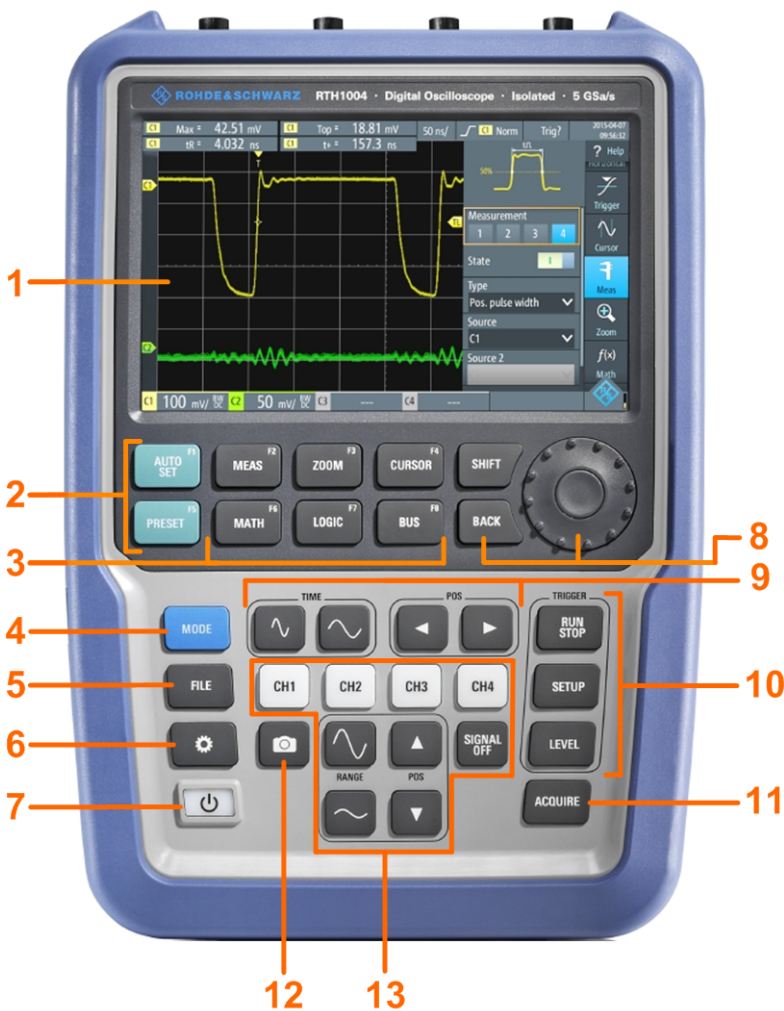 ROHDE&SCHWARZ RTH1004 · Digital Oscilloscope · Isolated · 5 GSa/s
C1 Max = 42.51 mV C1 Top = 18.81 mV 50 ns/ C1 Norm Trig? 2015-04-07
C1 tR = 4.032 ns C1 t+ = 157.3 ns 09:56:32
? Help
Horizontal
T
t/1
50%
Trigger
C1
TL
Measurement
1 2 3 4
Cursor
State I
Meas
Type
Pos. pulse width
Source
C1
Zoom
Source 2
C2
f(x)
Math
C1 100 mV/ BW DC C2 50 mV/ BW DC C3 --- C4 ---
1
AUTO SET F1
MEAS F2
ZOOM F3
CURSOR F4
SHIFT
2
PRESET F5
MATH F6
LOGIC F7
BUS F8
BACK
3
8
9
TIME POS TRIGGER
4
MODE
RUN STOP
5
FILE
CH1 CH2 CH3 CH4
SETUP
10
6
SIGNAL OFF
LEVEL
RANGE POS
7
ACQUIRE
11
12
13